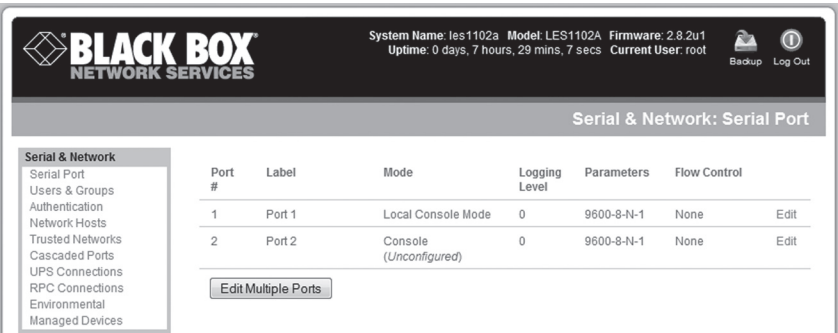 BLACK BOX®
NETWORK SERVICES
System Name: les1102a Model: LES1102A Firmware: 2.8.2u1
Uptime: 0 days, 7 hours, 29 mins, 7 secs Current User: root
Backup Log Out
Serial & Network: Serial Port
Serial & Network
Serial Port
Users & Groups
Authentication
Network Hosts
Trusted Networks
Cascaded Ports
UPS Connections
RPC Connections
Environmental
Managed Devices
Port # Label Mode Logging Level Parameters Flow Control
1 Port 1 Local Console Mode 0 9600-8-N-1 None Edit
2 Port 2 Console (Unconfigured) 0 9600-8-N-1 None Edit
Edit Multiple Ports